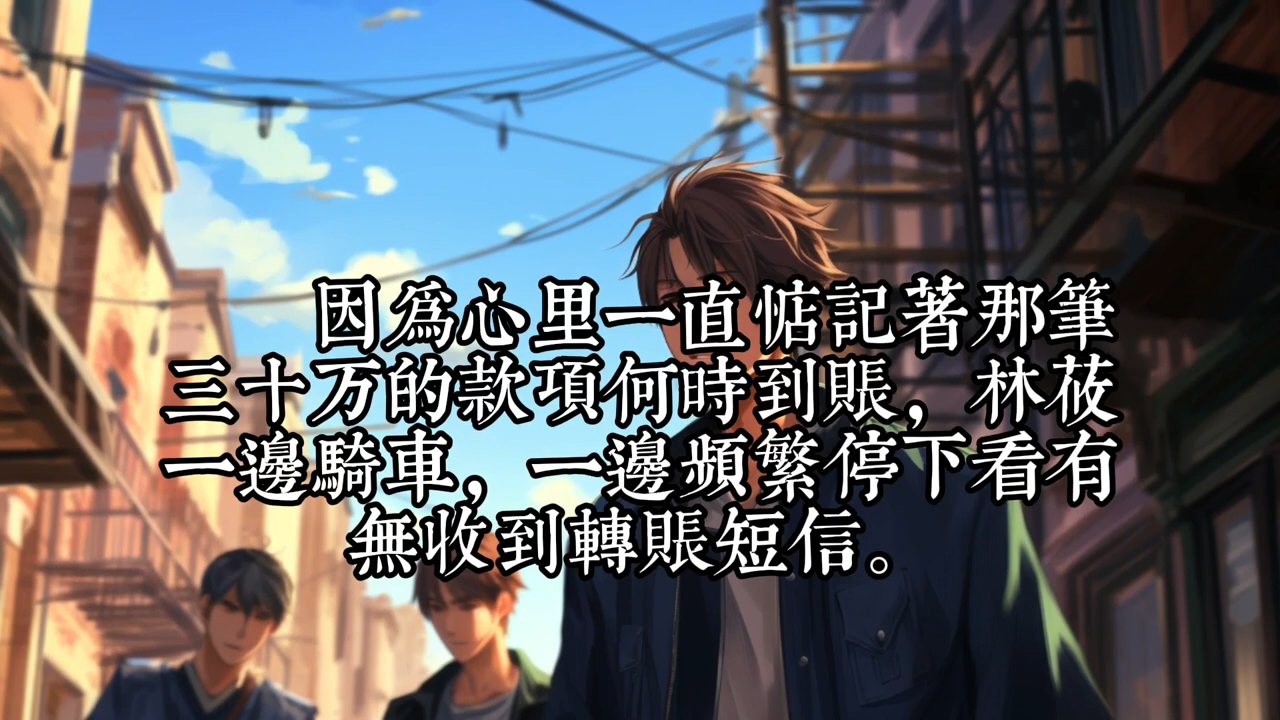 因爲心里一直惦記著那筆
三十万的款項何時到賬，林莜
一邊騎車，一邊頻繁停下看有
無收到轉賬短信。